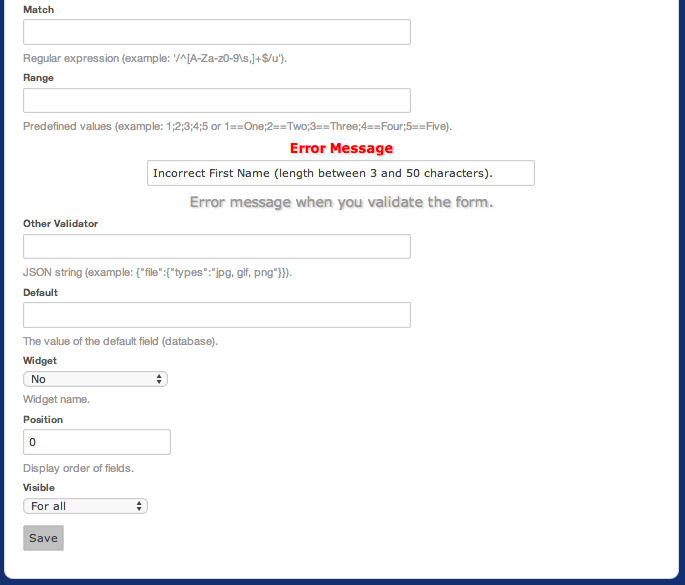 Match
Regular expression (example: '/^[A-Za-z0-9\s,]+$/u').
Range
Predefined values (example: 1;2;3;4;5 or 1==One;2==Two;3==Three;4==Four;5==Five).
Error Message
Incorrect First Name (length between 3 and 50 characters).
Error message when you validate the form.
Other Validator
JSON string (example: {"file":{"types":"jpg, gif, png"}}).
Default
The value of the default field (database).
Widget
No
Widget name.
Position
0
Display order of fields.
Visible
For all
Save